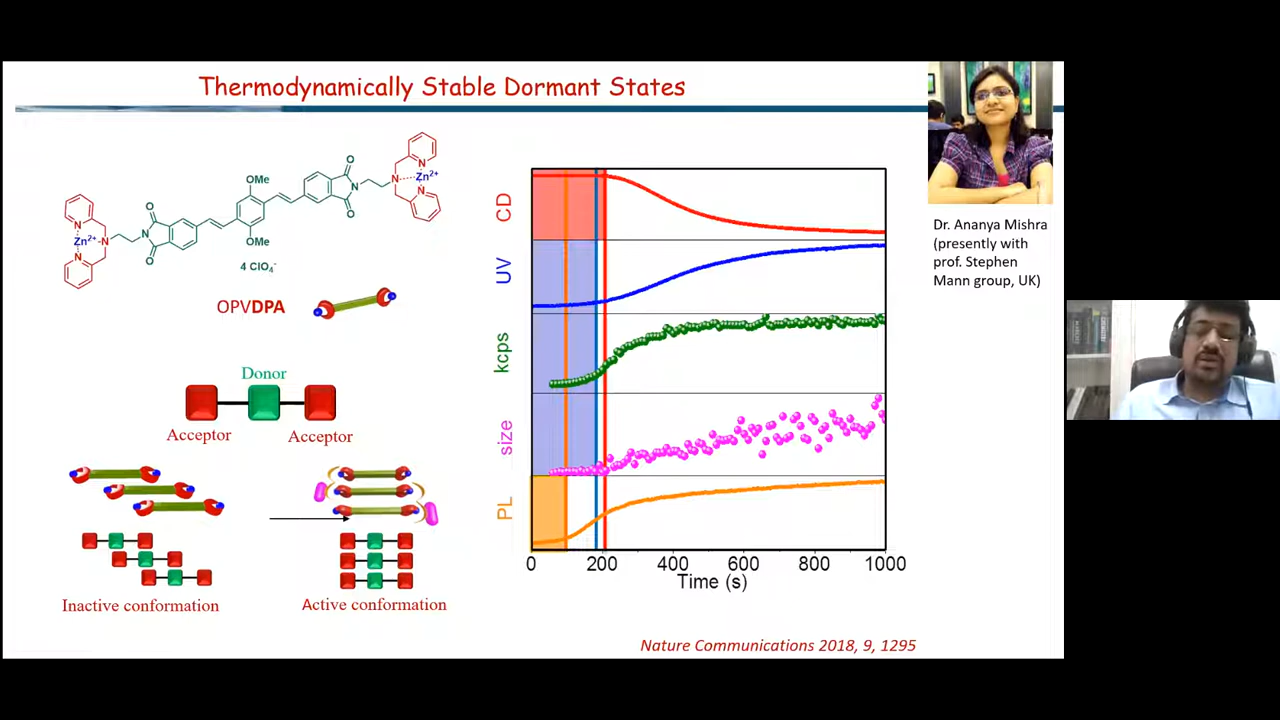 Thermodynamically Stable Dormant States
OMe
OMe
O
O
O
O
N
N
N
N
N
N
N
N
Zn2+
Zn2+
4 ClO4-
OPVDPA
Donor
Acceptor
Acceptor
Inactive conformation
Active conformation
CD
UV
kcps
size
PL
0 200 400 600 800 1000
Time (s)
Dr. Ananya Mishra
(presently with
prof. Stephen
Mann group, UK)
Nature Communications 2018, 9, 1295